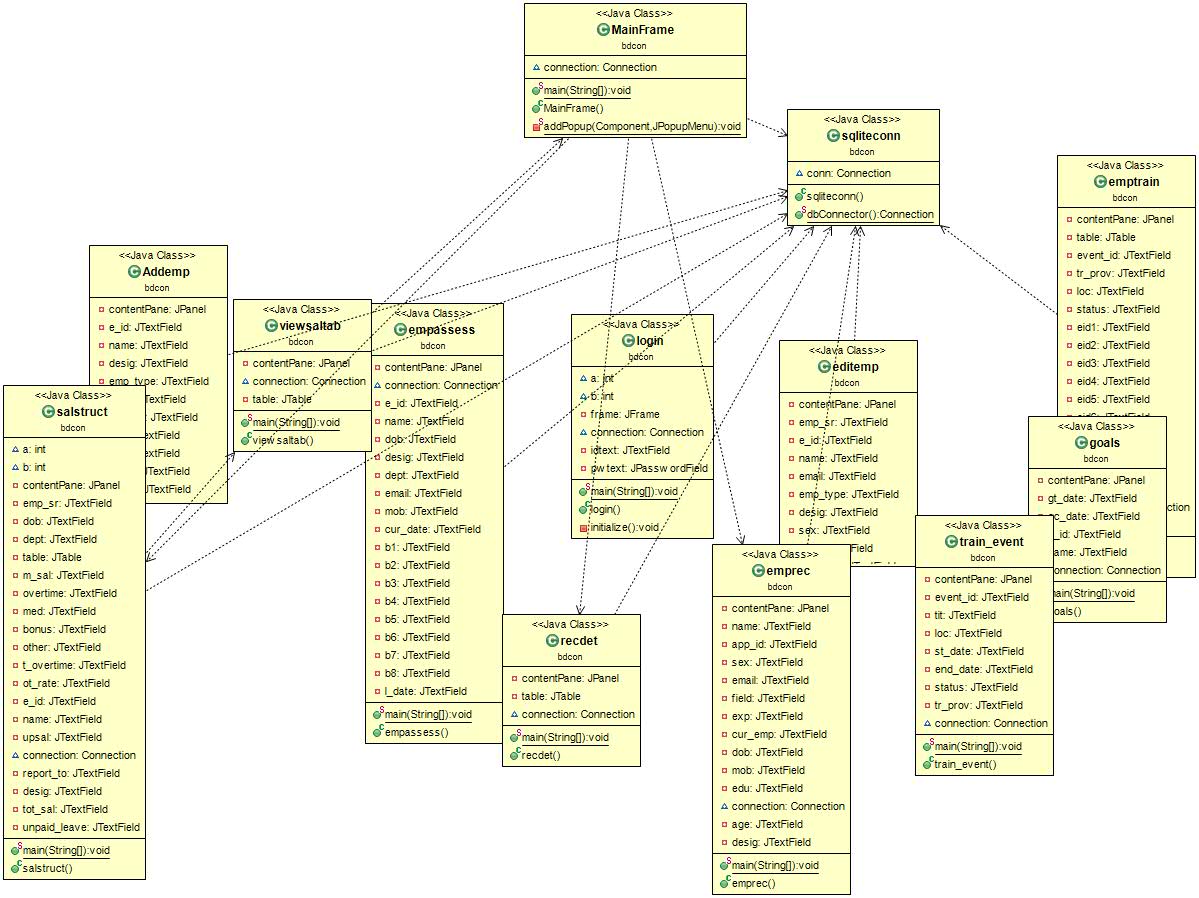 <<Java Class>>
MainFrame
bdcon
connection: Connection
main(String[]):void
MainFrame()
addPopup(Component,JPopupMenu):void
<<Java Class>>
sqliteconn
bdcon
conn: Connection
sqliteconn()
dbConnector():Connection
<<Java Class>>
emptrain
bdcon
contentPane: JPanel
table: JTable
event_id: JTextField
tr_prov: JTextField
loc: JTextField
status: JTextField
eid1: JTextField
eid2: JTextField
eid3: JTextField
eid4: JTextField
eid5: JTextField
ction
<<Java Class>>
Addemp
bdcon
contentPane: JPanel
e_id: JTextField
name: JTextField
desig: JTextField
emp_type: JTextField
JTextField
: JTextField
extField
extField
JTextField
JTextField
<<Java Class>>
viewsaltab
bdcon
contentPane: JPanel
connection: Connection
table: JTable
main(String[]):void
viewsaltab()
<<Java Class>>
empassess
bdcon
contentPane: JPanel
connection: Connection
e_id: JTextField
name: JTextField
dob: JTextField
desig: JTextField
dept: JTextField
email: JTextField
mob: JTextField
cur_date: JTextField
b1: JTextField
b2: JTextField
b3: JTextField
b4: JTextField
b5: JTextField
b6: JTextField
b7: JTextField
b8: JTextField
l_date: JTextField
main(String[]):void
empassess()
<<Java Class>>
login
bdcon
a: int
b: int
frame: JFrame
connection: Connection
idtext: JTextField
pwtext: JPasswordField
main(String[]):void
login()
initialize():void
<<Java Class>>
editemp
bdcon
contentPane: JPanel
emp_sr: JTextField
e_id: JTextField
name: JTextField
email: JTextField
emp_type: JTextField
desig: JTextField
sex: JTextField
field
<<Java Class>>
salstruct
bdcon
a: int
b: int
contentPane: JPanel
emp_sr: JTextField
dob: JTextField
dept: JTextField
table: JTable
m_sal: JTextField
overtime: JTextField
med: JTextField
bonus: JTextField
other: JTextField
t_overtime: JTextField
ot_rate: JTextField
e_id: JTextField
name: JTextField
upsal: JTextField
connection: Connection
report_to: JTextField
desig: JTextField
tot_sal: JTextField
unpaid_leave: JTextField
main(String[]):void
salstruct()
<<Java Class>>
goals
bdcon
contentPane: JPanel
gt_date: JTextField
c_date: JTextField
_id: JTextField
ame: JTextField
onnection: Connection
main(String[]):void
oals()
<<Java Class>>
train_event
bdcon
contentPane: JPanel
event_id: JTextField
tit: JTextField
loc: JTextField
st_date: JTextField
end_date: JTextField
status: JTextField
tr_prov: JTextField
connection: Connection
main(String[]):void
train_event()
<<Java Class>>
emprec
bdcon
contentPane: JPanel
name: JTextField
app_id: JTextField
sex: JTextField
email: JTextField
field: JTextField
exp: JTextField
cur_emp: JTextField
dob: JTextField
mob: JTextField
edu: JTextField
connection: Connection
age: JTextField
desig: JTextField
main(String[]):void
emprec()
<<Java Class>>
recdet
bdcon
contentPane: JPanel
table: JTable
connection: Connection
main(String[]):void
recdet()